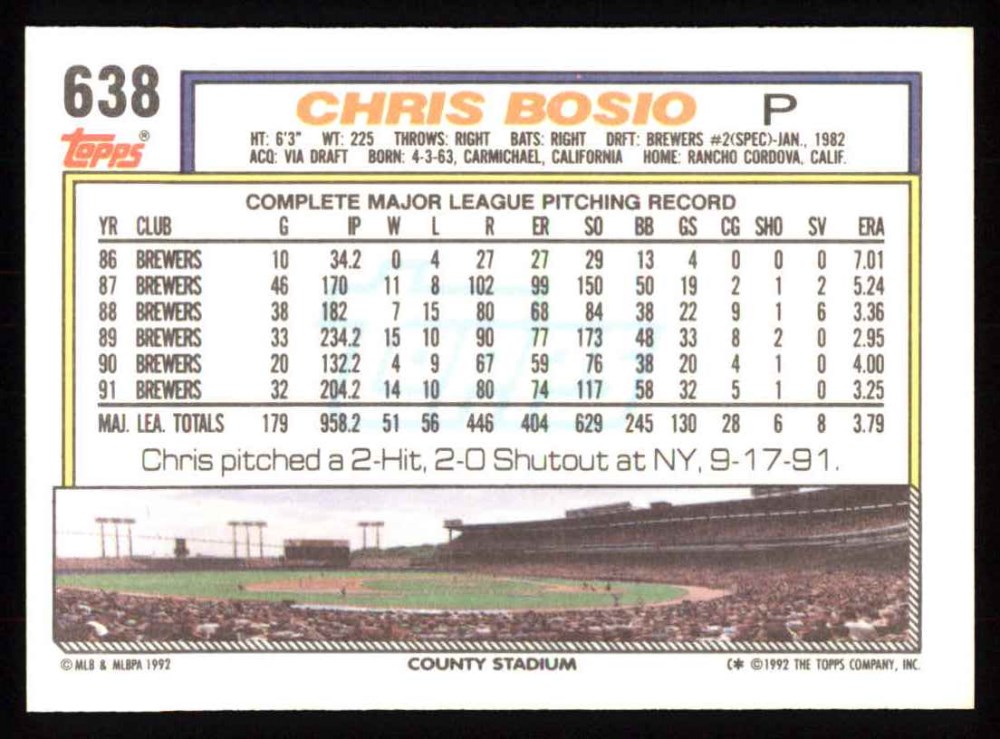 638
Topps®
CHRIS BOSIO P
HT: 6'3" WT: 225 THROWS: RIGHT BATS: RIGHT DRFT: BREWERS #2(SPEC)-JAN., 1982
ACQ: VIA DRAFT BORN: 4-3-63, CARMICHAEL, CALIFORNIA HOME: RANCHO CORDOVA, CALIF.
COMPLETE MAJOR LEAGUE PITCHING RECORD
YR CLUB G IP W L R ER SO BB GS CG SHO SV ERA
86 BREWERS 10 34.2 0 4 27 27 29 13 4 0 0 0 7.01
87 BREWERS 46 170 11 8 102 99 150 50 19 2 1 2 5.24
88 BREWERS 38 182 7 15 80 68 84 38 22 9 1 6 3.36
89 BREWERS 33 234.2 15 10 90 77 173 48 33 8 2 0 2.95
90 BREWERS 20 132.2 4 9 67 59 76 38 20 4 1 0 4.00
91 BREWERS 32 204.2 14 10 80 74 117 58 32 5 1 0 3.25
MAJ. LEA. TOTALS 179 958.2 51 56 446 404 629 245 130 28 6 8 3.79
Topps
Chris pitched a 2-Hit, 2-0 Shutout at NY, 9-17-91.
© MLB & MLBPA 1992 COUNTY STADIUM C* ©1992 THE TOPPS COMPANY, INC.